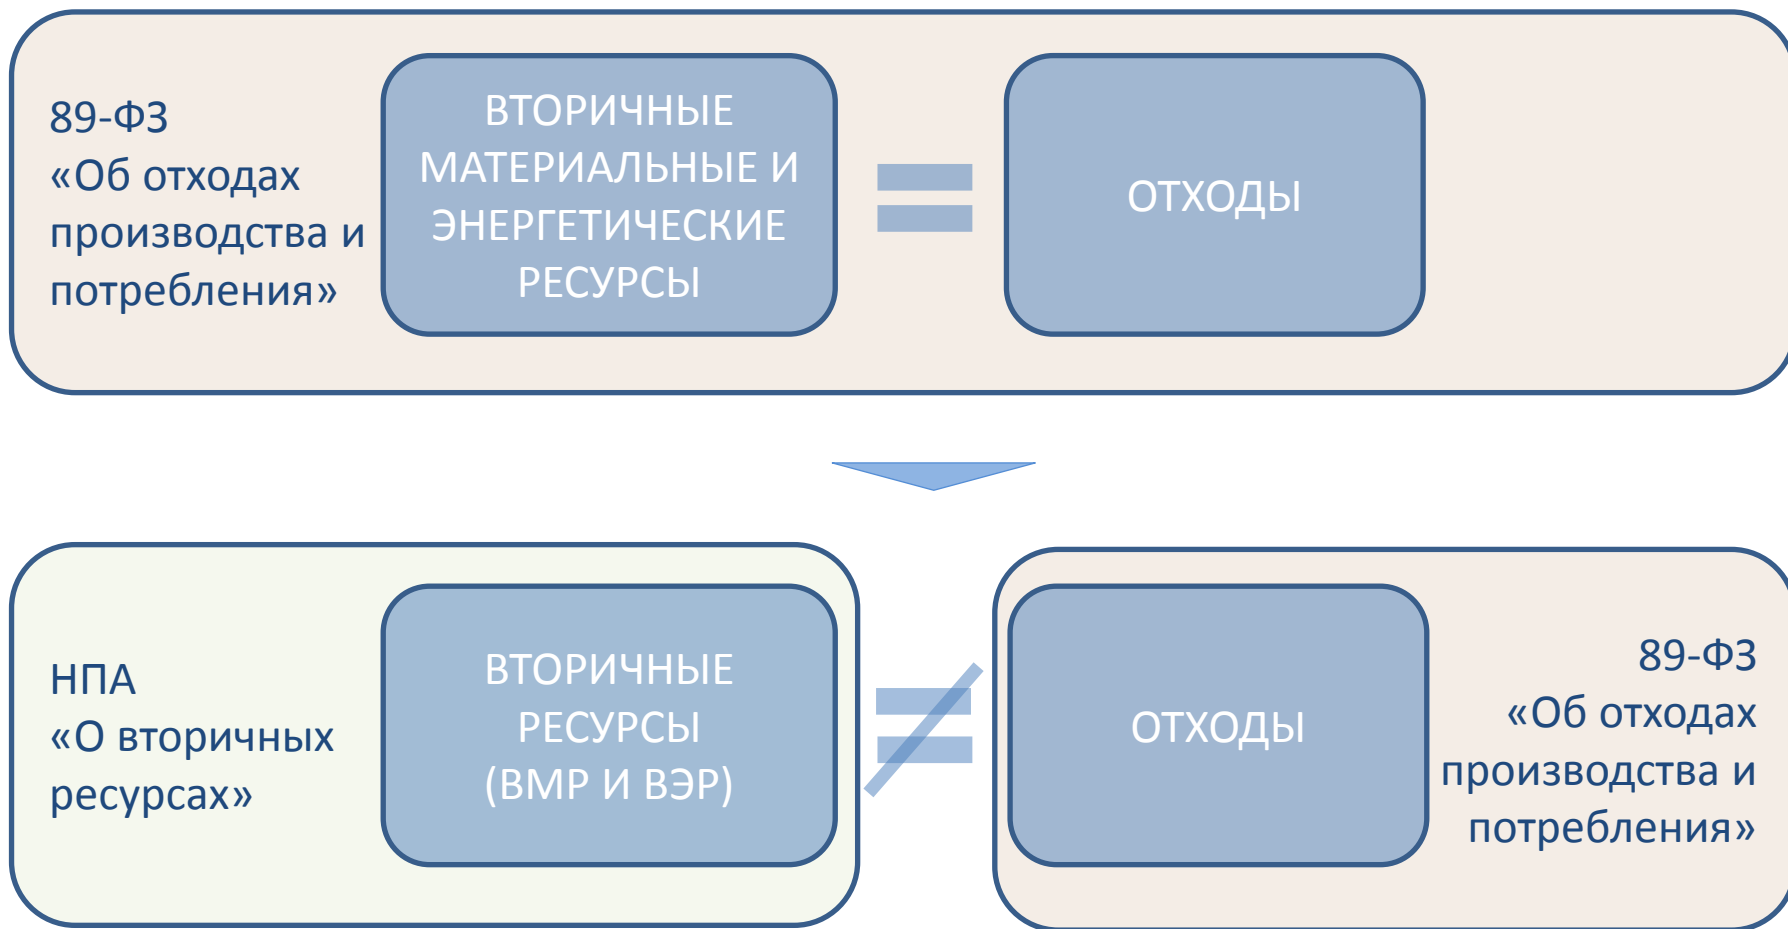 89-ФЗ
«Об отходах
производства и
потребления»
ВТОРИЧНЫЕ
МАТЕРИАЛЬНЫЕ И
ЭНЕРГЕТИЧЕСКИЕ
РЕСУРСЫ
=
ОТХОДЫ
НПА
«О вторичных
ресурсах»
ВТОРИЧНЫЕ
РЕСУРСЫ
(ВМР И ВЭР)
≠
ОТХОДЫ
89-ФЗ
«Об отходах
производства и
потребления»